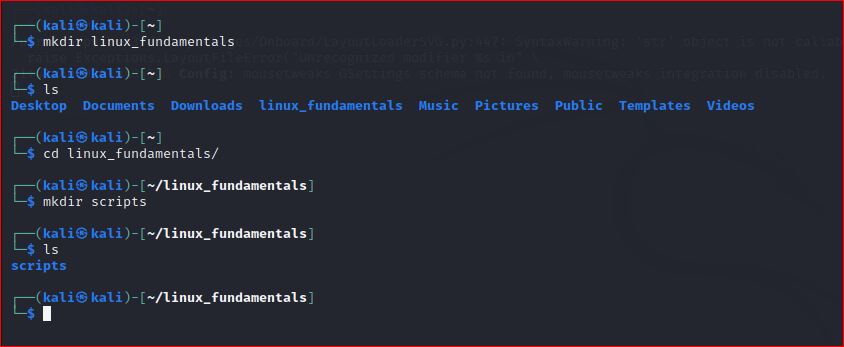 ┌──(kali㉿kali)-[~]
└─$ mkdir linux_fundamentals
┌──(kali㉿kali)-[~]
└─$ ls
Desktop Documents Downloads linux_fundamentals Music Pictures Public Templates Videos
┌──(kali㉿kali)-[~]
└─$ cd linux_fundamentals/
┌──(kali㉿kali)-[~/linux_fundamentals]
└─$ mkdir scripts
┌──(kali㉿kali)-[~/linux_fundamentals]
└─$ ls
scripts
┌──(kali㉿kali)-[~/linux_fundamentals]
└─$